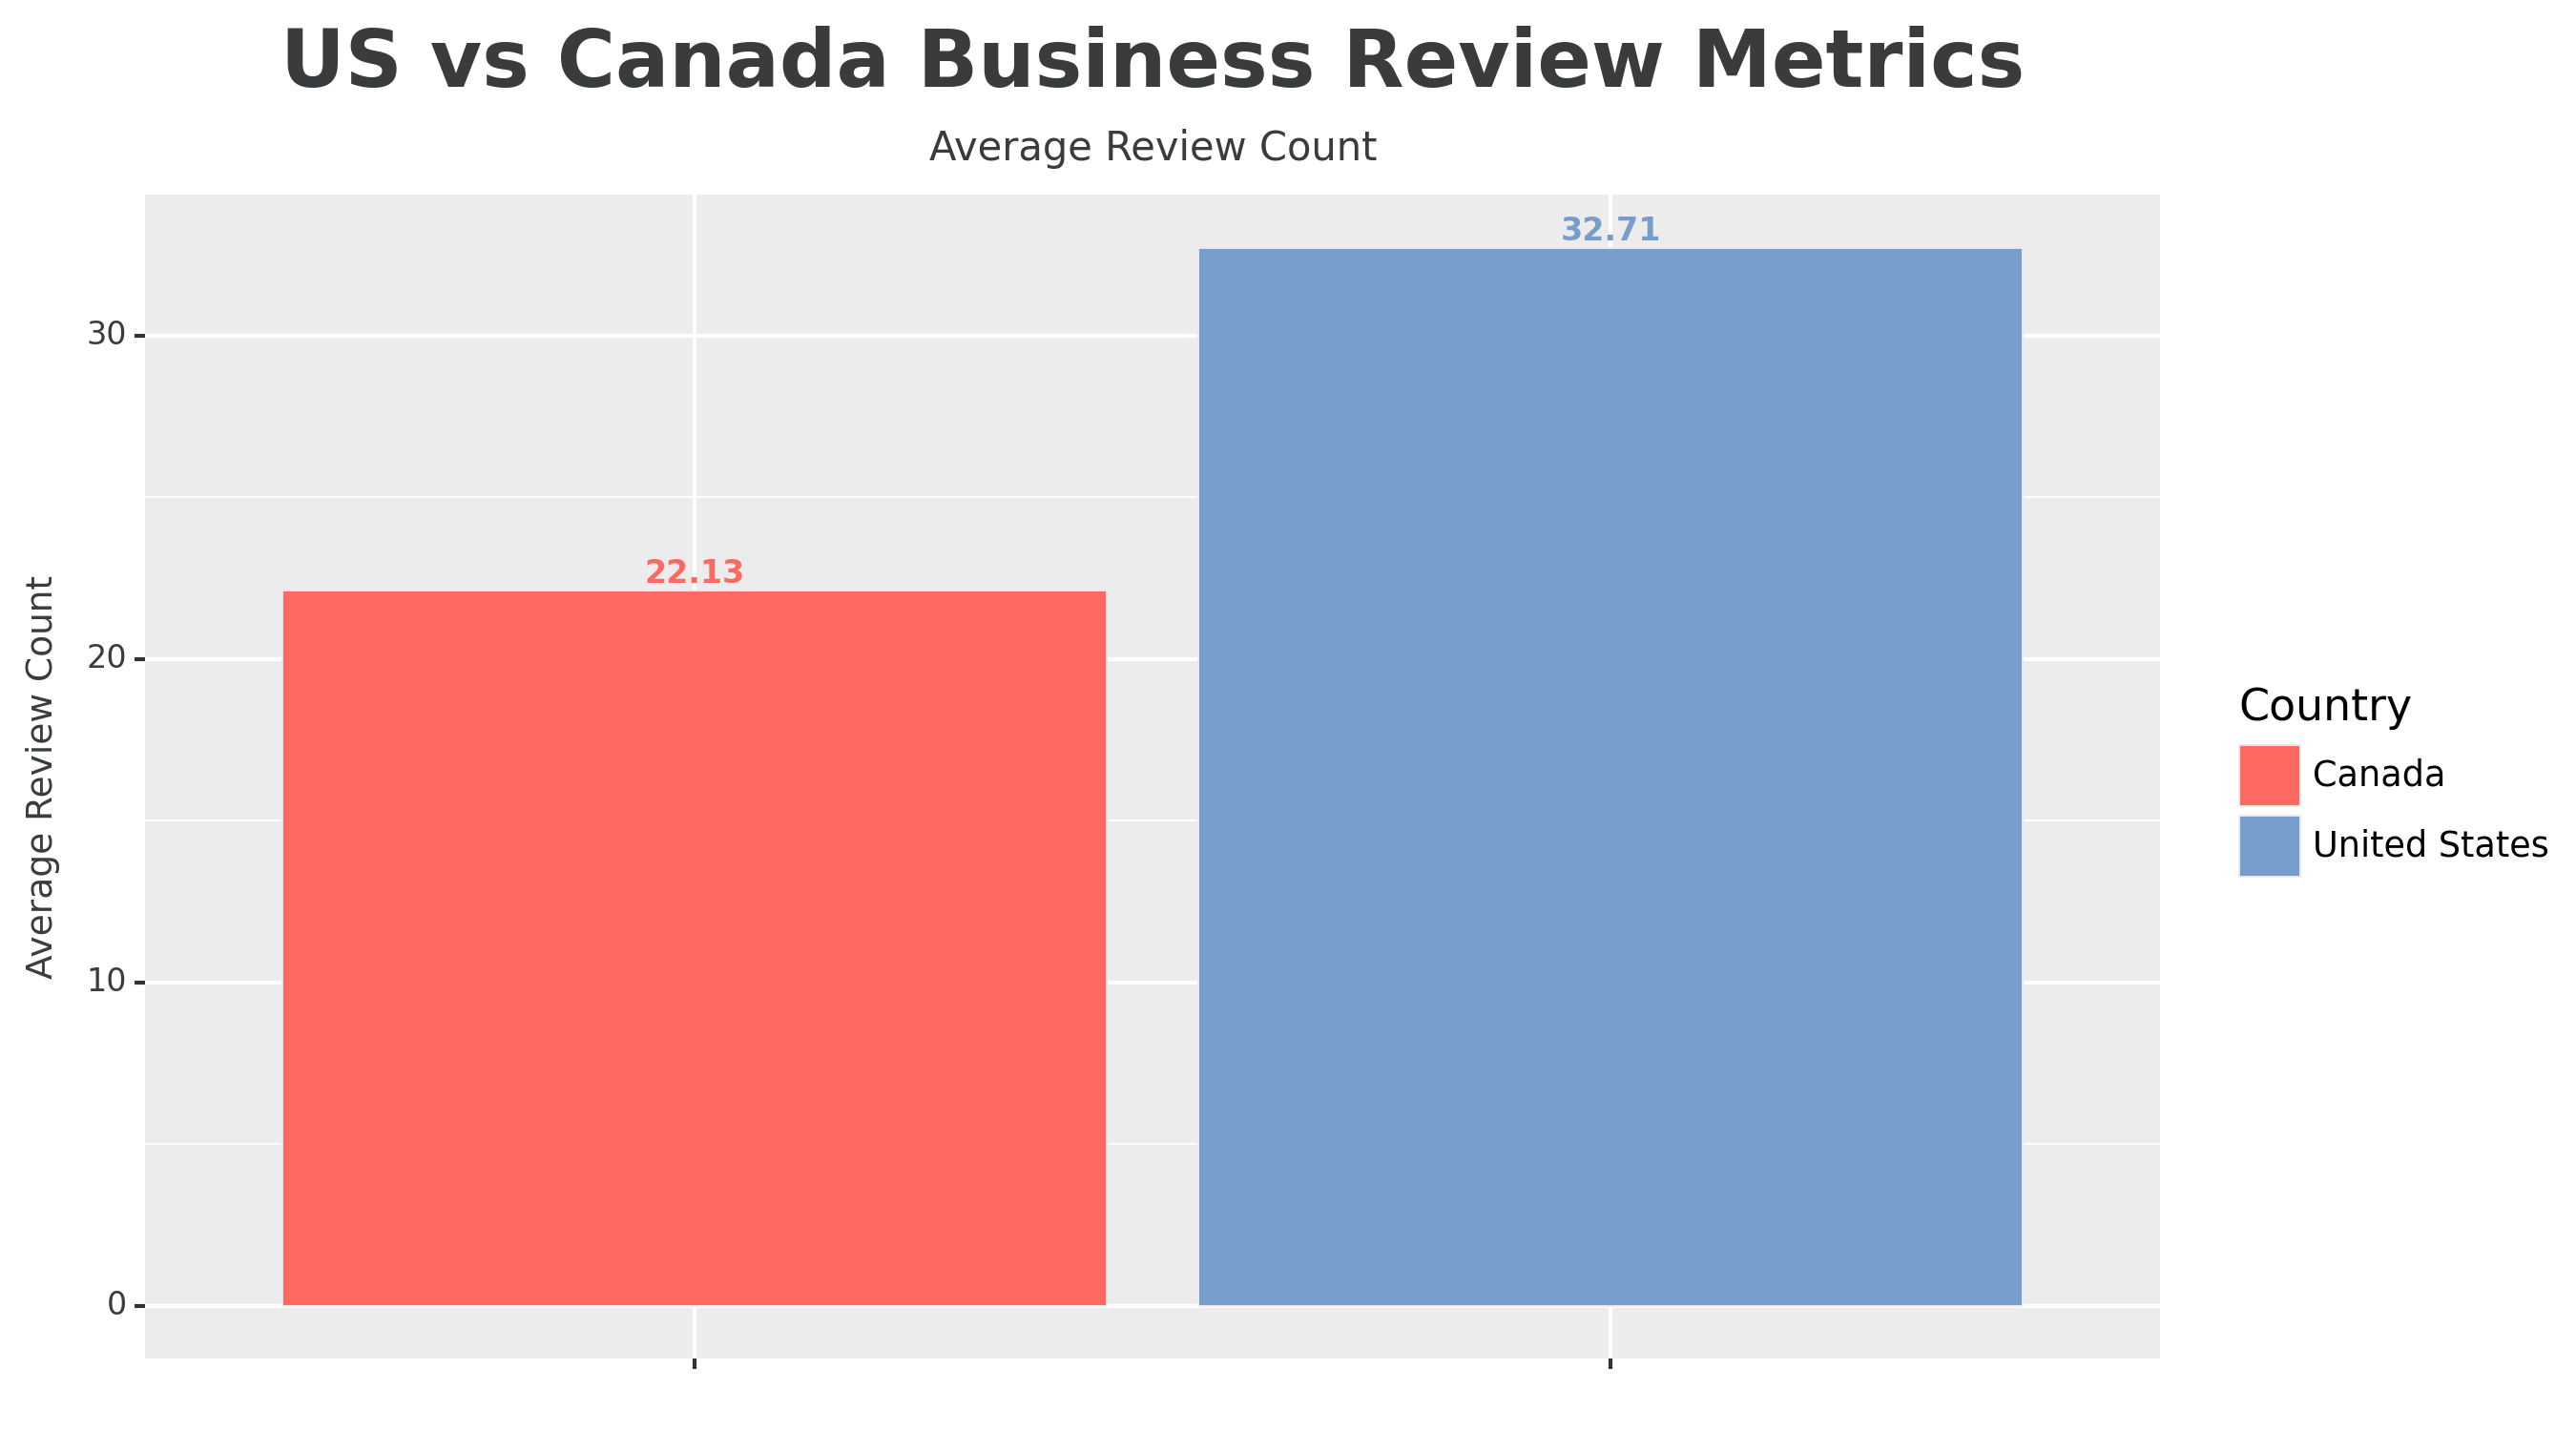 US vs Canada Business Review Metrics
Average Review Count
32.71
30
22.13
20
10
0
Average Review Count
Country
Canada
United States